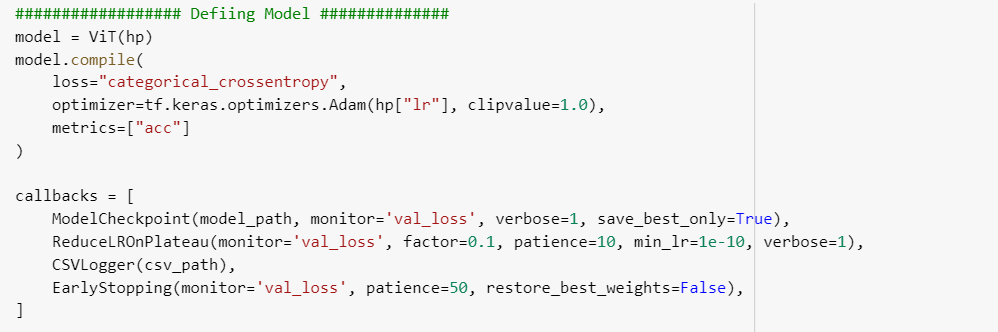 ################## Defiing Model ##############
model = ViT(hp)
model.compile(
    loss="categorical_crossentropy",
    optimizer=tf.keras.optimizers.Adam(hp["lr"], clipvalue=1.0),
    metrics=["acc"]
)

callbacks = [
    ModelCheckpoint(model_path, monitor='val_loss', verbose=1, save_best_only=True),
    ReduceLROnPlateau(monitor='val_loss', factor=0.1, patience=10, min_lr=1e-10, verbose=1),
    CSVLogger(csv_path),
    EarlyStopping(monitor='val_loss', patience=50, restore_best_weights=False),
]